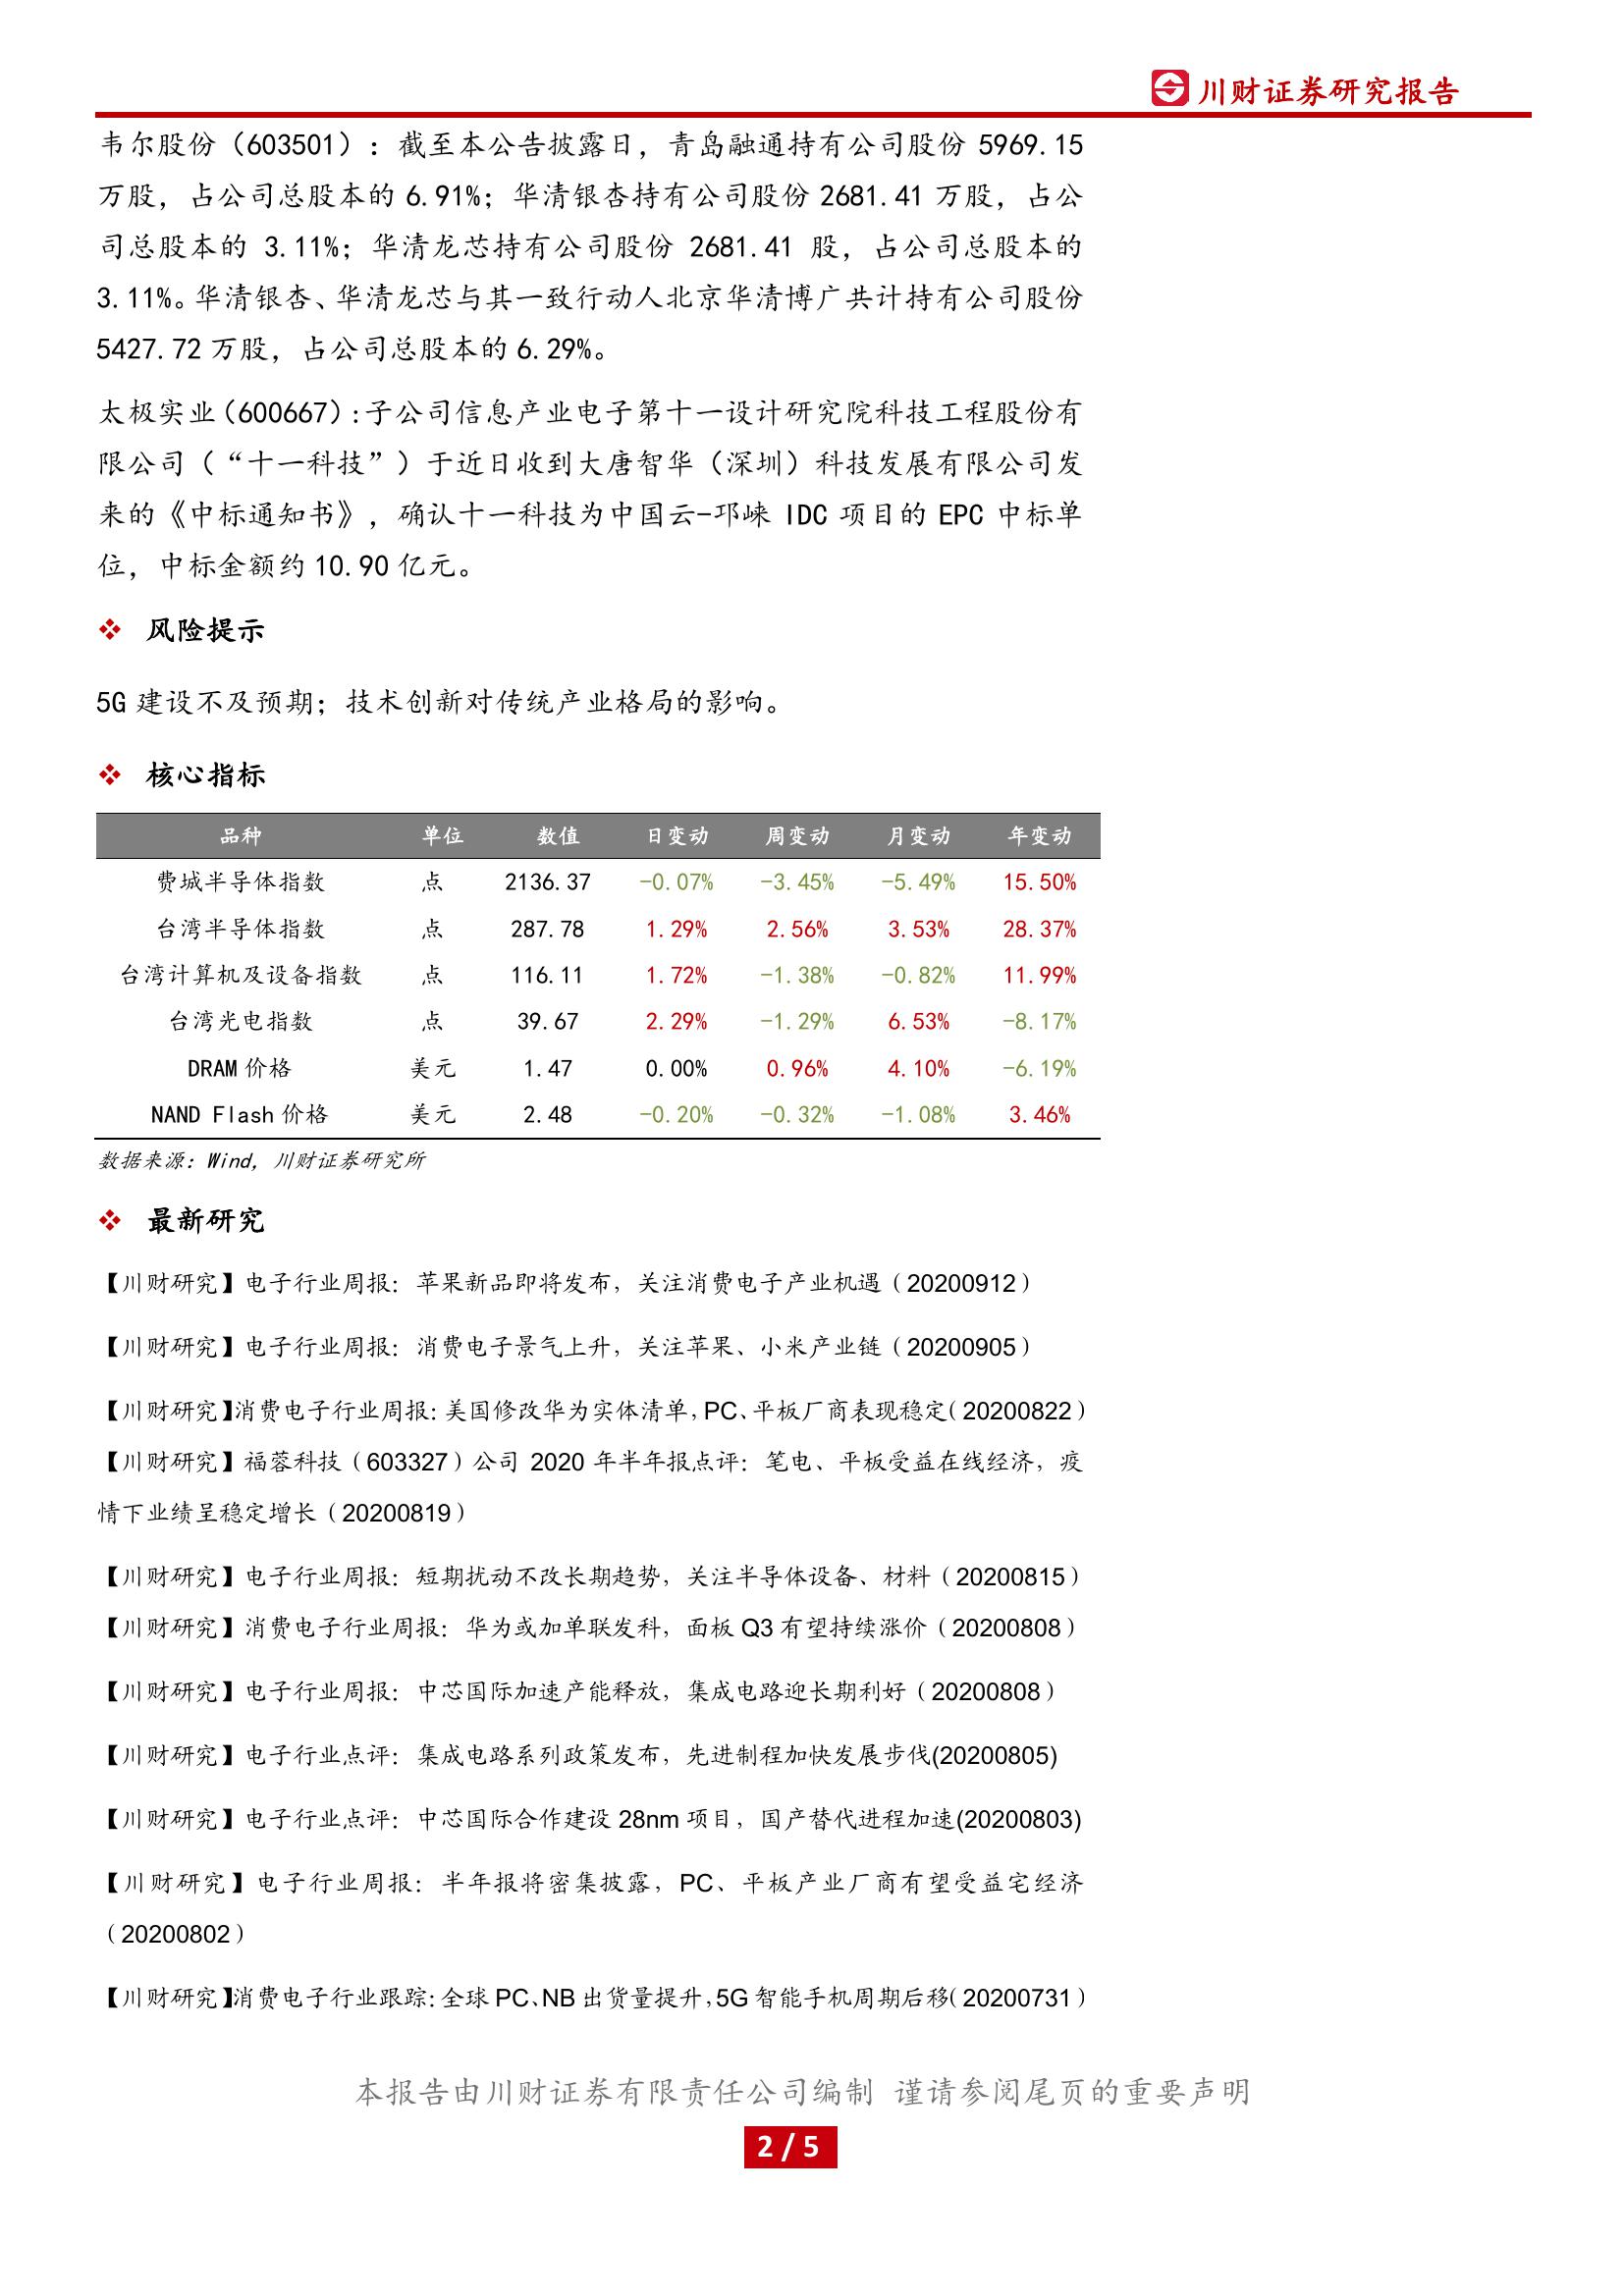 川财证券研究报告
韦尔股份（603501）：截至本公告披露日，青岛融通持有公司股份 5969.15
万股，占公司总股本的 6.91%；华清银杏持有公司股份 2681.41 万股，占公
司总股本的 3.11%；华清龙芯持有公司股份 2681.41 股，占公司总股本的
3.11%。华清银杏、华清龙芯与其一致行动人北京华清博广共计持有公司股份
5427.72 万股，占公司总股本的 6.29%。
太极实业（600667）：子公司信息产业电子第十一设计研究院科技工程股份有
限公司（“十一科技”）于近日收到大唐智华（深圳）科技发展有限公司发
来的《中标通知书》，确认十一科技为中国云-邛崃 IDC 项目的 EPC 中标单
位，中标金额约 10.90 亿元。
❖ 风险提示
5G 建设不及预期；技术创新对传统产业格局的影响。
❖ 核心指标
品种 单位 数值 日变动 周变动 月变动 年变动
费城半导体指数 点 2136.37 -0.07% -3.45% -5.49% 15.50%
台湾半导体指数 点 287.78 1.29% 2.56% 3.53% 28.37%
台湾计算机及设备指数 点 116.11 1.72% -1.38% -0.82% 11.99%
台湾光电指数 点 39.67 2.29% -1.29% 6.53% -8.17%
DRAM 价格 美元 1.47 0.00% 0.96% 4.10% -6.19%
NAND Flash 价格 美元 2.48 -0.20% -0.32% -1.08% 3.46%
数据来源：Wind，川财证券研究所
❖ 最新研究
【川财研究】电子行业周报：苹果新品即将发布，关注消费电子产业机遇（20200912）
【川财研究】电子行业周报：消费电子景气上升，关注苹果、小米产业链（20200905）
【川财研究】消费电子行业周报：美国修改华为实体清单，PC、平板厂商表现稳定（20200822）
【川财研究】福蓉科技（603327）公司 2020 年半年报点评：笔电、平板受益在线经济，疫
情下业绩呈稳定增长（20200819）
【川财研究】电子行业周报：短期扰动不改长期趋势，关注半导体设备、材料（20200815）
【川财研究】消费电子行业周报：华为或加单联发科，面板 Q3 有望持续涨价（20200808）
【川财研究】电子行业周报：中芯国际加速产能释放，集成电路迎长期利好（20200808）
【川财研究】电子行业点评：集成电路系列政策发布，先进制程加快发展步伐(20200805)
【川财研究】电子行业点评：中芯国际合作建设 28nm 项目，国产替代进程加速(20200803)
【川财研究】电子行业周报：半年报将密集披露，PC、平板产业厂商有望受益宅经济
（20200802）
【川财研究】消费电子行业跟踪：全球 PC、NB 出货量提升，5G 智能手机周期后移（20200731）
本报告由川财证券有限责任公司编制 谨请参阅尾页的重要声明
2 / 5